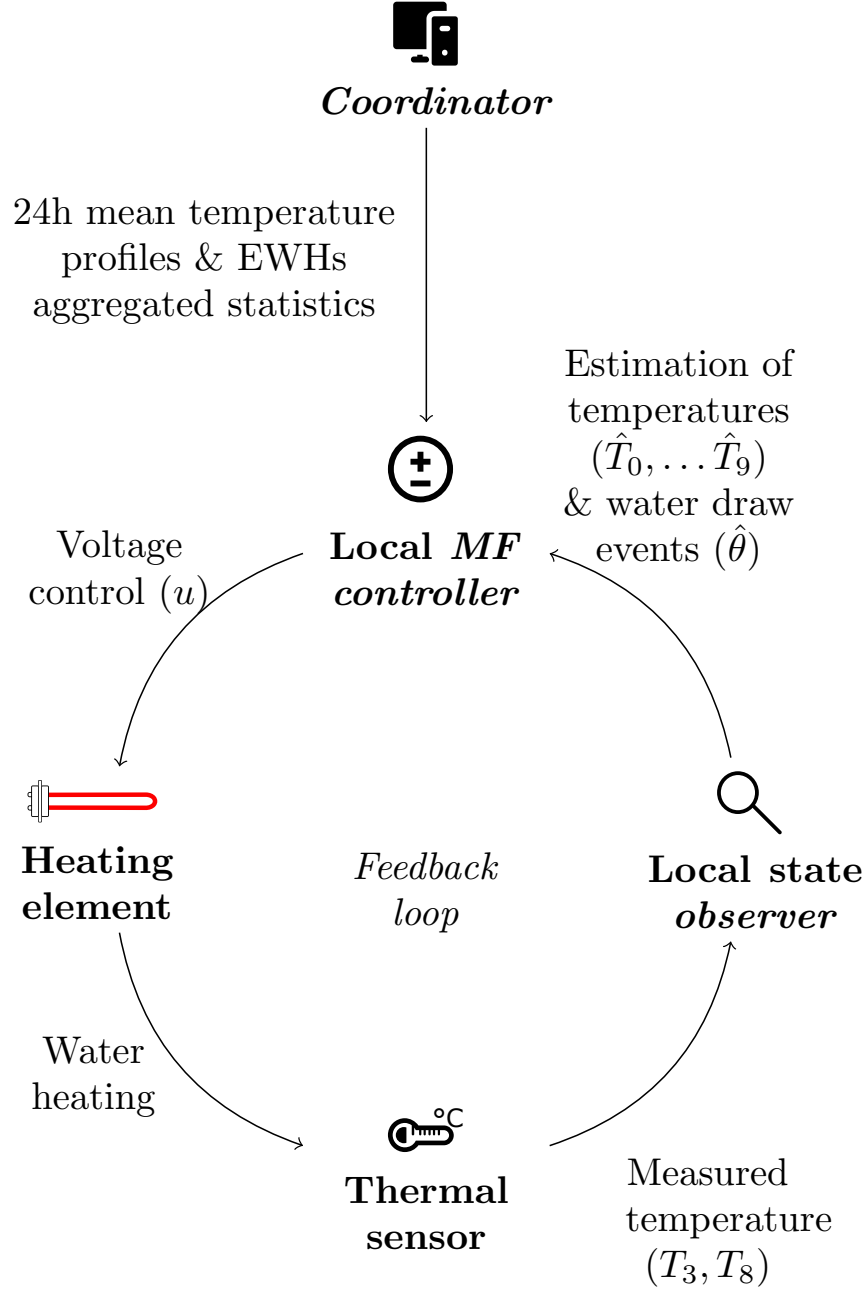 Coordinator
24h mean temperature
profiles & EWHs
aggregated statistics
Estimation of
temperatures
(T̂₀, … T̂₉)
& water draw
events (θ̂)
Local MF
controller
Voltage
control (u)
Heating
element
Feedback
loop
Local state
observer
Water
heating
°C
Thermal
sensor
Measured
temperature
(T₃, T₈)